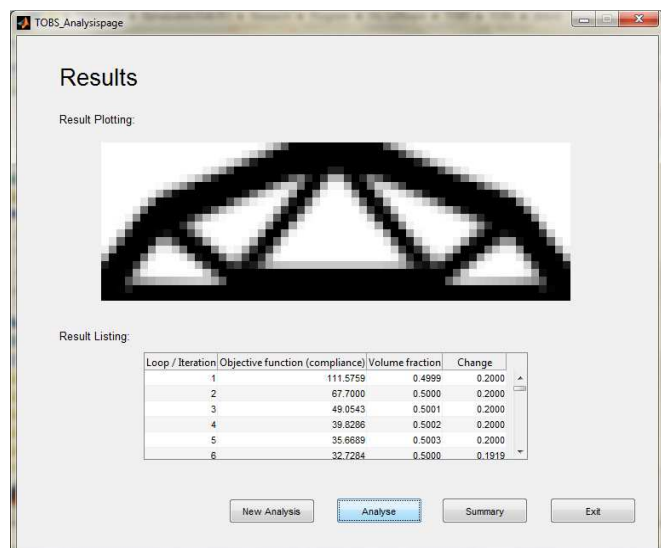 TOBS_Analysispage
Results
Result Plotting:
Result Listing:
Loop / Iteration Objective function (compliance) Volume fraction Change
1 111.5759 0.4999 0.2000
2 67.7000 0.5000 0.2000
3 49.0543 0.5001 0.2000
4 39.8286 0.5002 0.2000
5 35.6689 0.5003 0.2000
6 32.7284 0.5000 0.1919
New Analysis Analyse Summary Exit